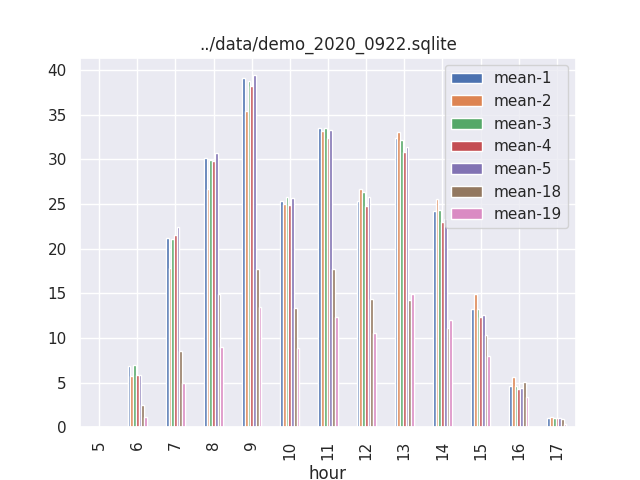 ../data/demo_2020_0922.sqlite
40
35
30
25
20
15
10
5
0
mean-1
mean-2
mean-3
mean-4
mean-5
mean-18
mean-19
5 6 7 8 9 10 11 12 13 14 15 16 17
hour